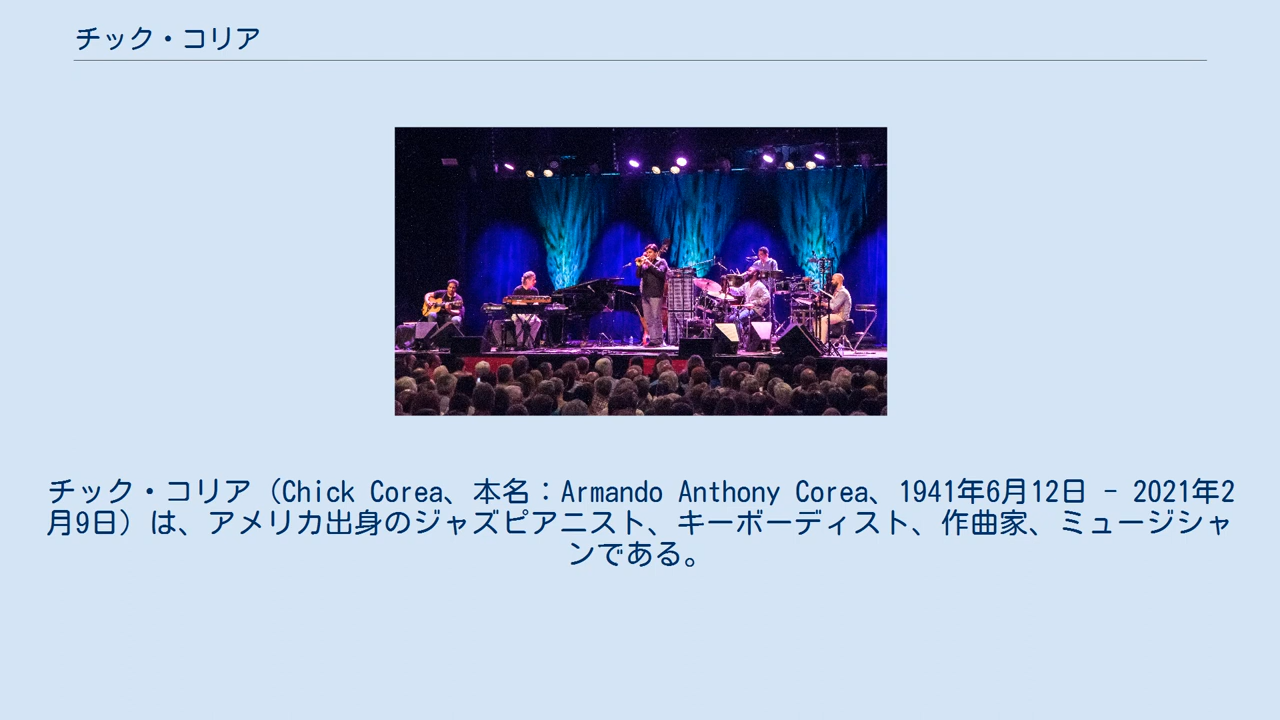 チック・コリア
チック・コリア（Chick Corea、本名：Armando Anthony Corea、1941年6月12日 - 2021年2
月9日）は、アメリカ出身のジャズピアニスト、キーボーディスト、作曲家、ミュージシャ
ンである。